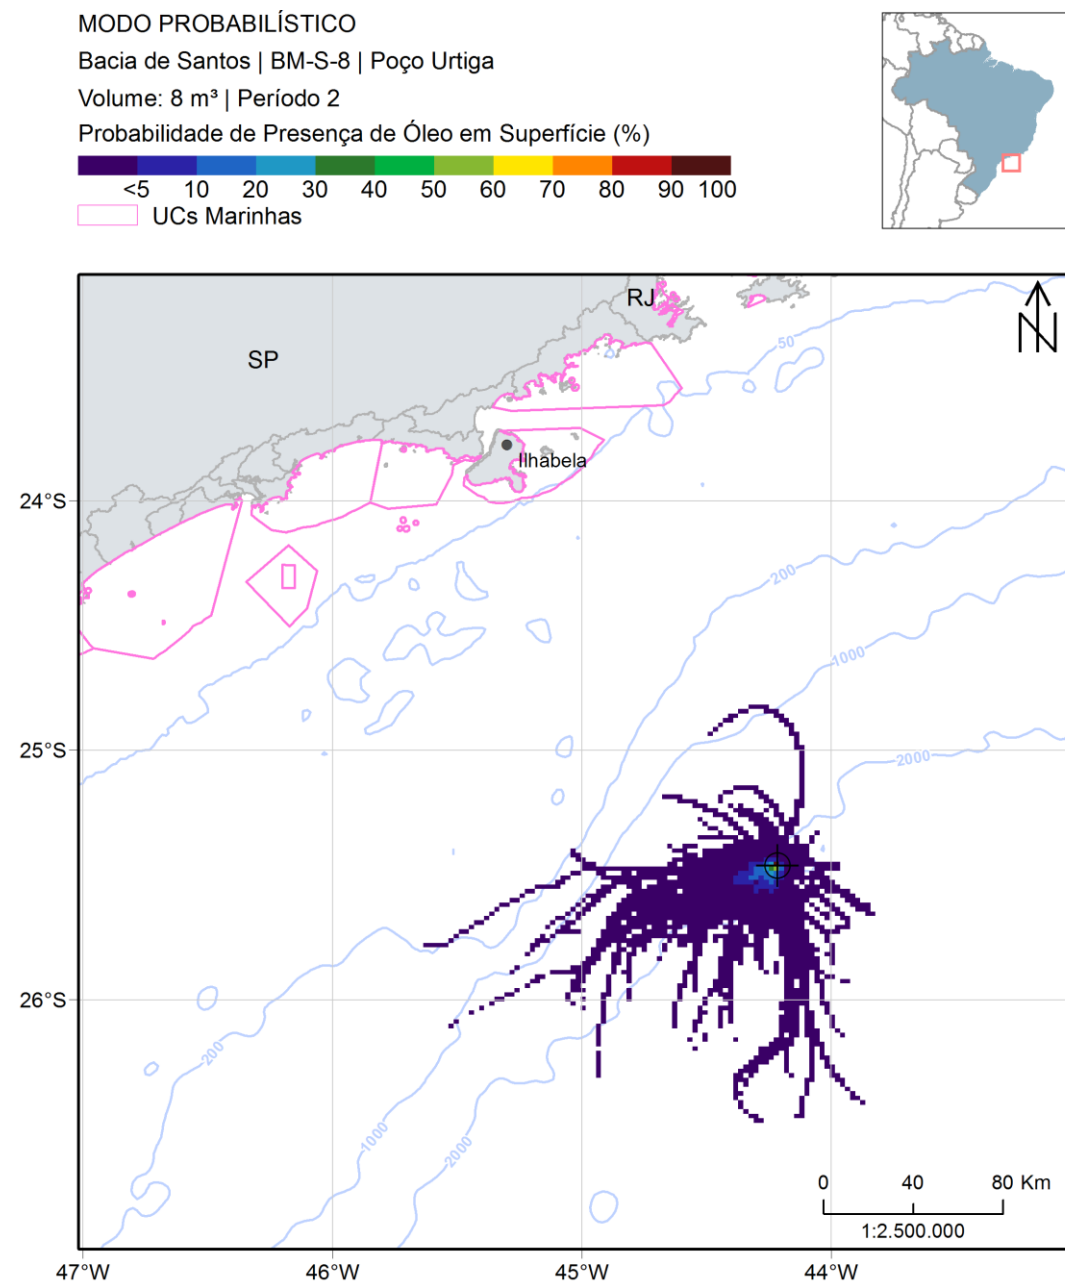 MODO PROBABILÍSTICO
Bacia de Santos | BM-S-8 | Poço Urtiga
Volume: 8 m³ | Período 2
Probabilidade de Presença de Óleo em Superfície (%)
<5 10 20 30 40 50 60 70 80 90 100
UCs Marinhas
RJ
N
50
SP
Ilhabela
24°S
200
1000
25°S
2000
26°S
200
1000
2000
0 40 80 Km
1:2.500.000
47°W 46°W 45°W 44°W